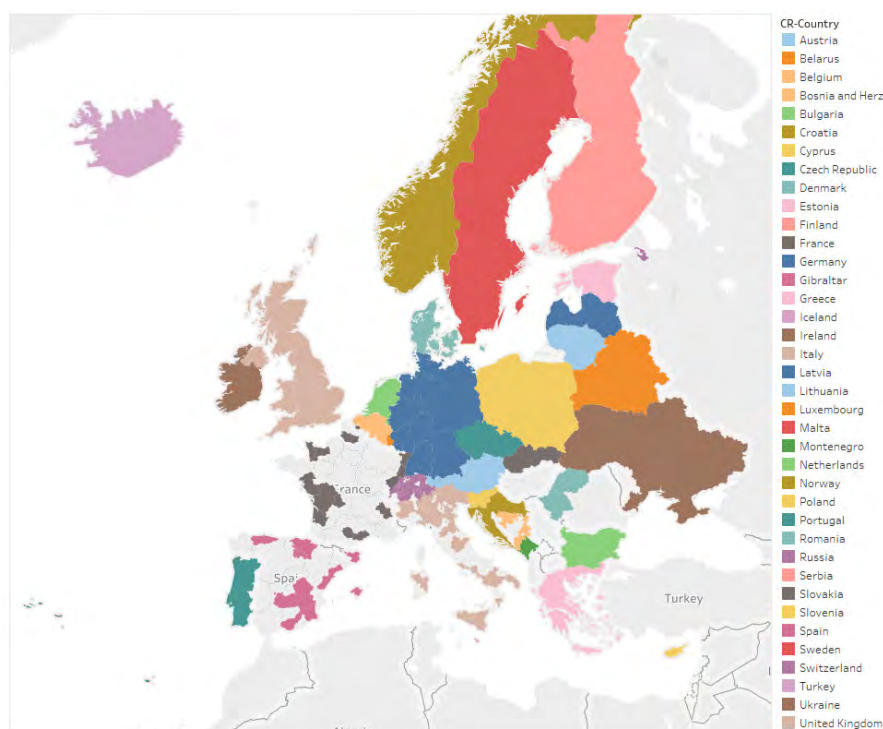 CR-Country
Austria
Belarus
Belgium
Bosnia and Herz
Bulgaria
Croatia
Cyprus
Czech Republic
Denmark
Estonia
Finland
France
Germany
Gibraltar
Greece
Iceland
Ireland
Italy
Latvia
Lithuania
Luxembourg
Malta
Montenegro
Netherlands
Norway
Poland
Portugal
Romania
Russia
Serbia
Slovakia
Slovenia
Spain
Sweden
Switzerland
Turkey
Ukraine
United Kingdom
France
Spai
Turkey